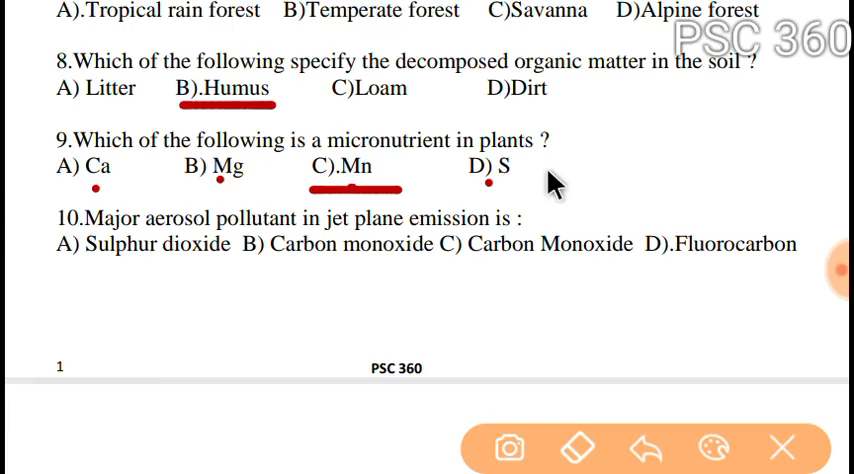 A).Tropical rain forest B)Temperate forest C)Savanna D)Alpine forest
PSC 360
8.Which of the following specify the decomposed organic matter in the soil ?
A) Litter B).Humus C)Loam D)Dirt
9.Which of the following is a micronutrient in plants ?
A) Ca B) Mg C).Mn D) S
10.Major aerosol pollutant in jet plane emission is :
A) Sulphur dioxide B) Carbon monoxide C) Carbon Monoxide D).Fluorocarbon
1 PSC 360